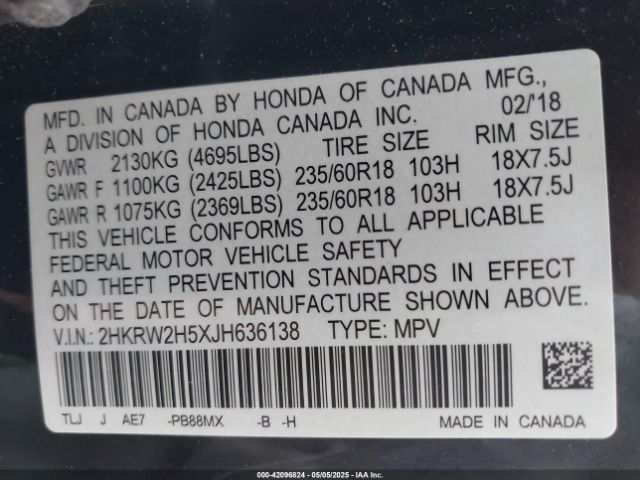 MFD. IN CANADA BY HONDA OF CANADA MFG.,
A DIVISION OF HONDA CANADA INC. 02/'18
GVWR 2130KG (4695LBS) TIRE SIZE RIM SIZE
GAWR F 1100KG (2425LBS) 235/60R18 103H 18X7.5J
GAWR R 1075KG (2369LBS) 235/60R18 103H 18X7.5J
THIS VEHICLE CONFORMS TO ALL APPLICABLE
FEDERAL MOTOR VEHICLE SAFETY
AND THEFT PREVENTION STANDARDS IN EFFECT
ON THE DATE OF MANUFACTURE SHOWN ABOVE.
V.I.N.: 2HKRW2H5XJH636138 TYPE: MPV
TLJ J AE7 -PB88MX -B -H MADE IN CANADA
000-42096824 - 05/05/2025 - IAA Inc.